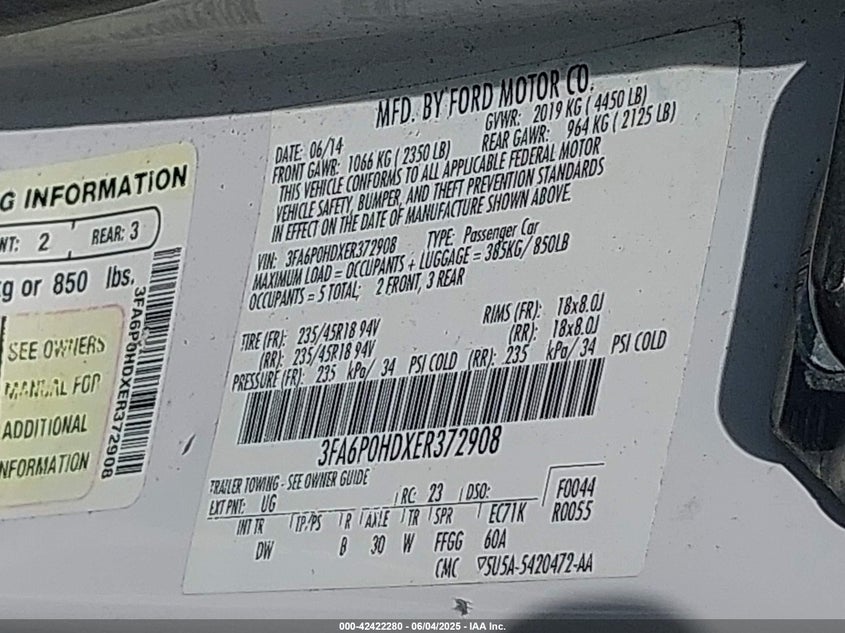 MFD. BY FORD MOTOR CO.
DATE: 06/14 GVWR: 2019 KG ( 4450 LB)
FRONT GAWR: 1066 KG ( 2350 LB) REAR GAWR: 964 KG ( 2125 LB)
THIS VEHICLE CONFORMS TO ALL APPLICABLE FEDERAL MOTOR
VEHICLE SAFETY, BUMPER, AND THEFT PREVENTION STANDARDS
IN EFFECT ON THE DATE OF MANUFACTURE SHOWN ABOVE.
VIN: 3FA6P0HDXER372908 TYPE: Passenger Car
MAXIMUM LOAD = OCCUPANTS + LUGGAGE = 385KG/ 850LB
OCCUPANTS = 5 TOTAL; 2 FRONT, 3 REAR
TIRE (FR): 235/45R18 94V RIMS (FR): 18x8.0J
(RR): 235/45R18 94V (RR): 18x8.0J
PRESSURE (FR): 235 kPa/ 34 PSI COLD (RR): 235 kPa/ 34 PSI COLD
3FA6P0HDXER372908
TRAILER TOWING - SEE OWNER GUIDE
EXT PNT: UG RC: 23 DSO: F0044
INT TR TP/PS R AXLE TR SPR EC71K R0055
DW B 30 W FFGG 60A
CMC 5U5A-5420472-AA
G INFORMATION
NT: 2 REAR: 3
kg or 850 lbs.
SEE OWNERS
MANUAL FOR
ADDITIONAL
INFORMATION
3FA6P0HDXER372908
000-42422280 - 06/04/2025 - IAA Inc.